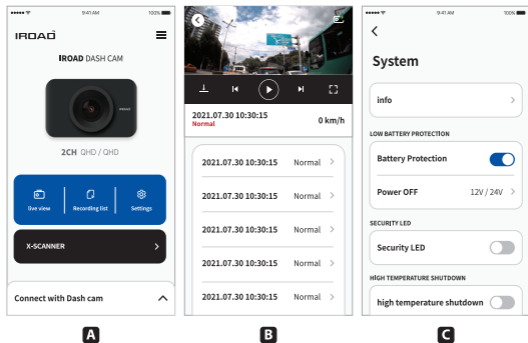 9:41 AM
100%
IROAD
IROAD DASH CAM
2CH QHD / QHD
live view
Recording list
Settings
X-SCANNER
Connect with Dash cam
A
2021.07.30 10:30:15
Normal
0 km/h
2021.07.30 10:30:15 Normal
2021.07.30 10:30:15 Normal
2021.07.30 10:30:15 Normal
2021.07.30 10:30:15 Normal
2021.07.30 10:30:15 Normal
B
9:41 AM
100%
System
info
LOW BATTERY PROTECTION
Battery Protection
Power OFF 12V / 24V
SECURITY LED
Security LED
HIGH TEMPERATURE SHUTDOWN
high temperature shutdown
C